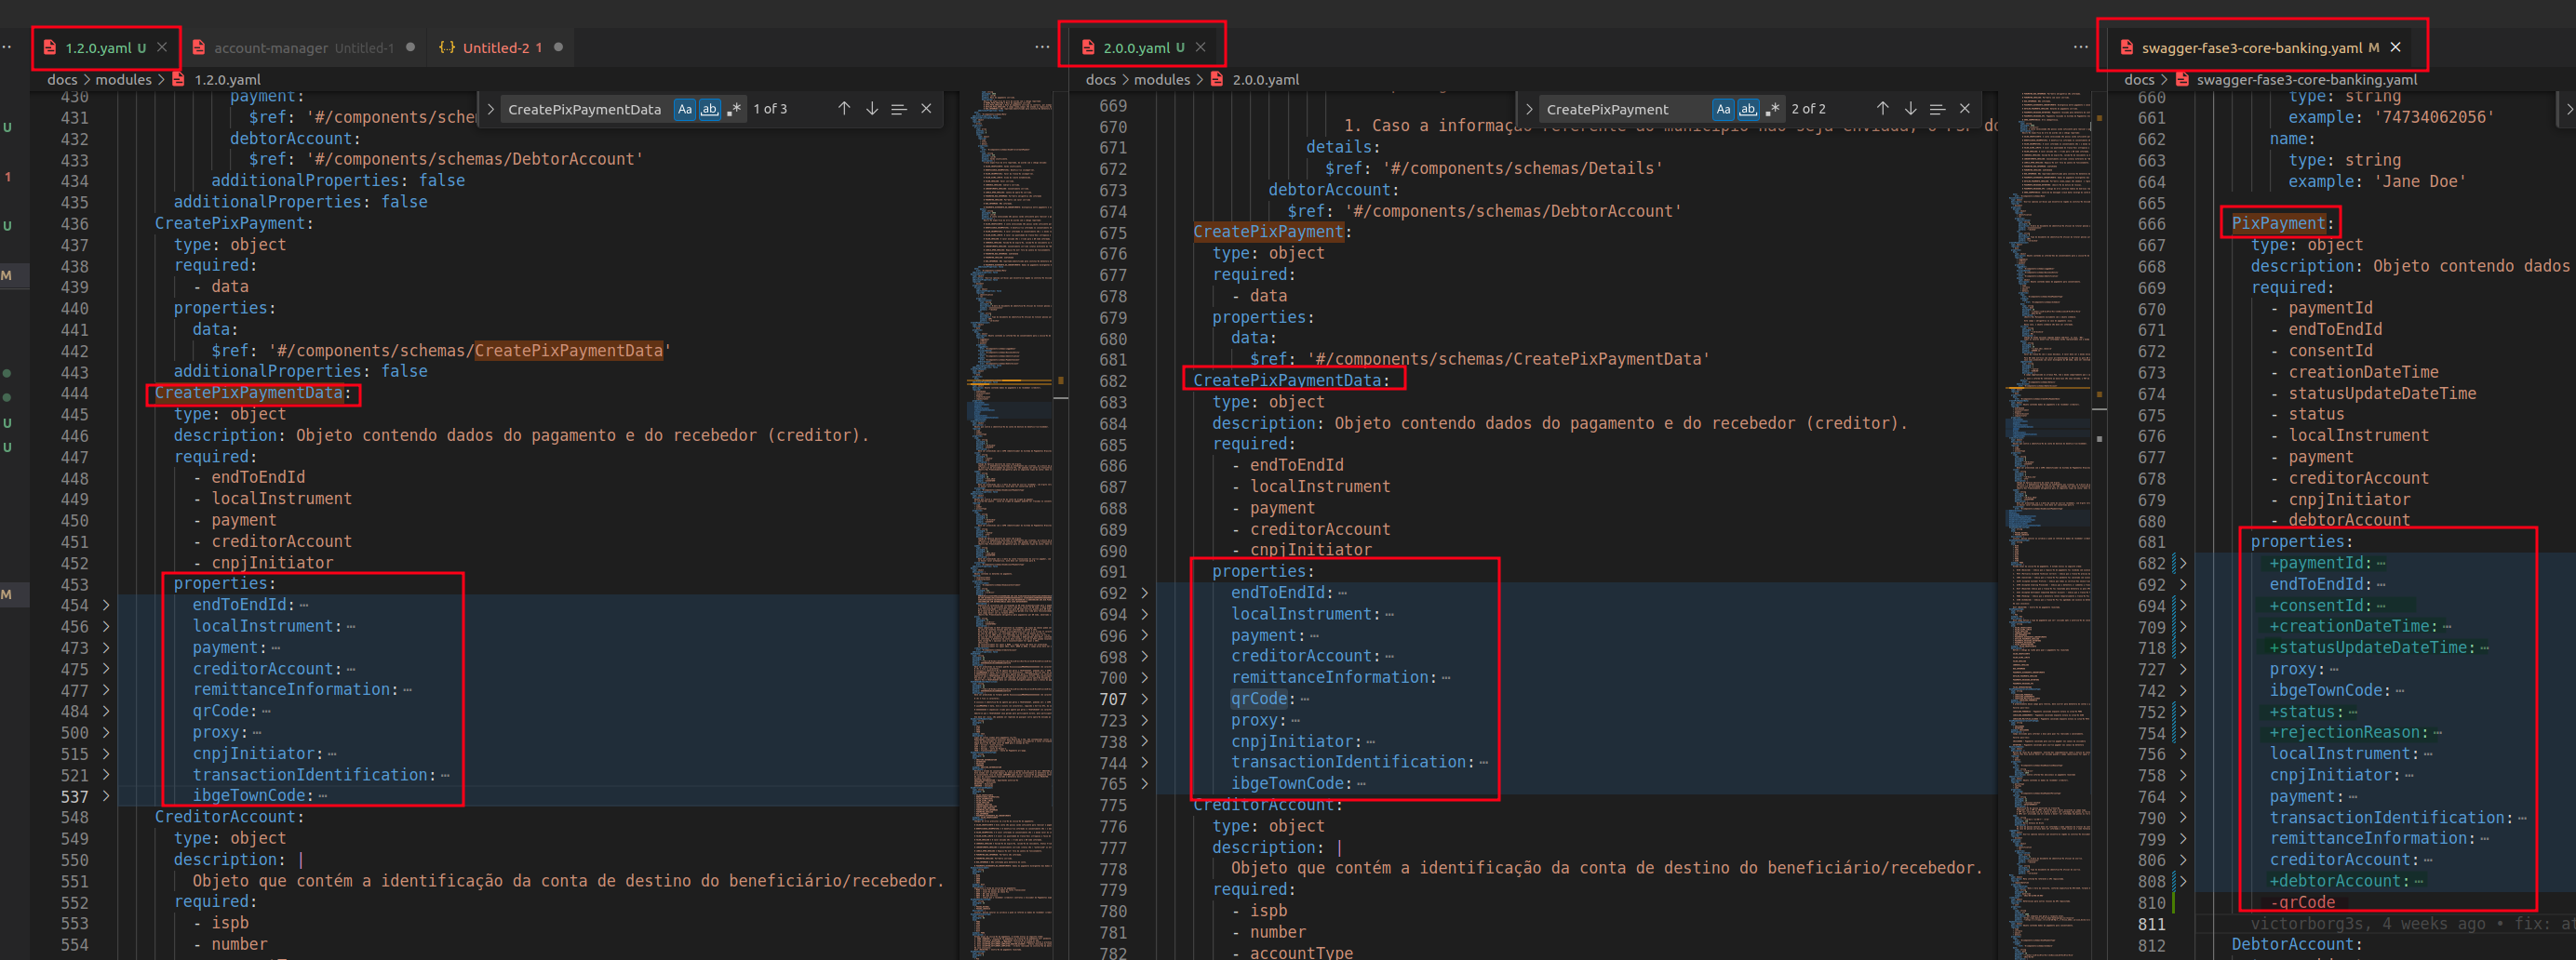 1.2.0.yaml U
account-manager Untitled-1
{..} Untitled-2 1
docs > modules > 1.2.0.yaml
CreatePixPaymentData Aa ab .* 1 of 3
430 payment:
431 $ref: '#/components/schem
432 debtorAccount:
433 $ref: '#/components/schemas/DebtorAccount'
434 additionalProperties: false
435 additionalProperties: false
436 CreatePixPayment:
437 type: object
438 required:
439 - data
440 properties:
441 data:
442 $ref: '#/components/schemas/CreatePixPaymentData'
443 additionalProperties: false
444 CreatePixPaymentData:
445 type: object
446 description: Objeto contendo dados do pagamento e do recebedor (creditor).
447 required:
448 - endToEndId
449 - localInstrument
450 - payment
451 - creditorAccount
452 - cnpjInitiator
453 properties:
454 > endToEndId: ⋯
456 > localInstrument: ⋯
473 > payment: ⋯
475 > creditorAccount: ⋯
477 > remittanceInformation: ⋯
484 > qrCode: ⋯
500 > proxy: ⋯
515 > cnpjInitiator: ⋯
521 > transactionIdentification: ⋯
537 > ibgeTownCode: ⋯
548 CreditorAccount:
549 type: object
550 description: |
551 Objeto que contém a identificação da conta de destino do beneficiário/recebedor.
552 required:
553 - ispb
554 - number
U
1
U
M
U
U
M
2.0.0.yaml U
docs > modules > 2.0.0.yaml
CreatePixPayment Aa ab .* 2 of 2
669
670 1. Caso a informação referente ao município não seja enviada; o PSP do
671 details:
672 $ref: '#/components/schemas/Details'
673 debtorAccount:
674 $ref: '#/components/schemas/DebtorAccount'
675 CreatePixPayment:
676 type: object
677 required:
678 - data
679 properties:
680 data:
681 $ref: '#/components/schemas/CreatePixPaymentData'
682 CreatePixPaymentData:
683 type: object
684 description: Objeto contendo dados do pagamento e do recebedor (creditor).
685 required:
686 - endToEndId
687 - localInstrument
688 - payment
689 - creditorAccount
690 - cnpjInitiator
691 properties:
692 > endToEndId: ⋯
694 > localInstrument: ⋯
696 > payment: ⋯
698 > creditorAccount: ⋯
700 > remittanceInformation: ⋯
707 > qrCode: ⋯
723 > proxy: ⋯
738 > cnpjInitiator: ⋯
744 > transactionIdentification: ⋯
765 > ibgeTownCode: ⋯
775 CreditorAccount:
776 type: object
777 description: |
778 Objeto que contém a identificação da conta de destino do beneficiário/recebedor.
779 required:
780 - ispb
781 - number
782 - accountType
swagger-fase3-core-banking.yaml M
docs > swagger-fase3-core-banking.yaml
660 type: string
661 example: '74734062056'
662 name:
663 type: string
664 example: 'Jane Doe'
665
666 PixPayment:
667 type: object
668 description: Objeto contendo dados
669 required:
670 - paymentId
671 - endToEndId
672 - consentId
673 - creationDateTime
674 - statusUpdateDateTime
675 - status
676 - localInstrument
677 - payment
678 - creditorAccount
679 - cnpjInitiator
680 - debtorAccount
681 properties:
682 > +paymentId: ⋯
692 > endToEndId: ⋯
694 > +consentId: ⋯
709 > +creationDateTime: ⋯
718 > +statusUpdateDateTime: ⋯
727 > proxy: ⋯
742 > ibgeTownCode: ⋯
752 > +status: ⋯
754 > +rejectionReason: ⋯
756 > localInstrument: ⋯
758 > cnpjInitiator: ⋯
764 > payment: ⋯
790 > transactionIdentification: ⋯
799 > remittanceInformation: ⋯
806 > creditorAccount: ⋯
808 > +debtorAccount: ⋯
810 -qrCode
811 victorborg3s, 4 weeks ago • fix: at
812 DebtorAccount: